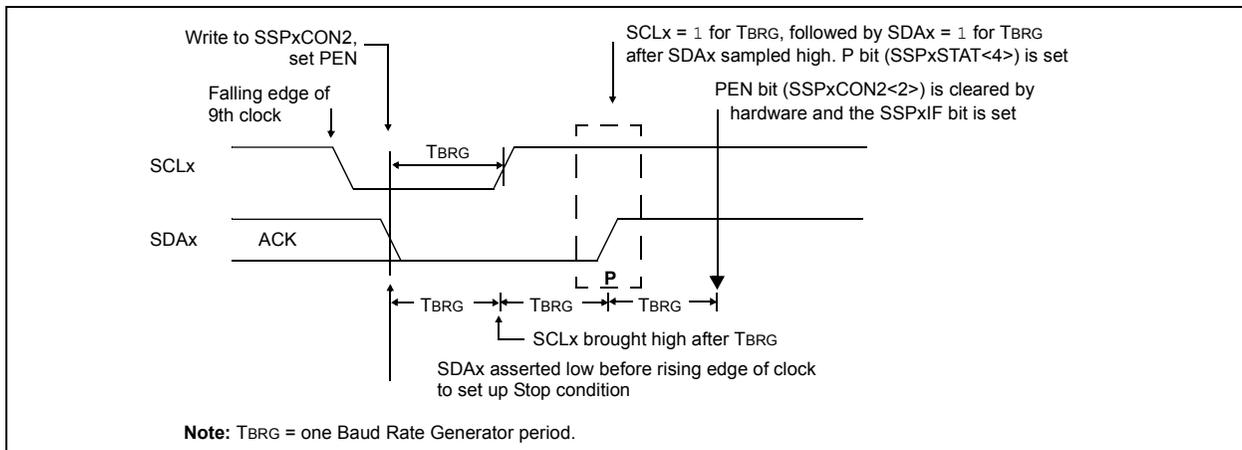 Write to SSPxCON2,
set PEN
SCLx = 1 for TBRG, followed by SDAx = 1 for TBRG
after SDAx sampled high. P bit (SSPxSTAT<4>) is set
Falling edge of
9th clock
PEN bit (SSPxCON2<2>) is cleared by
hardware and the SSPxIF bit is set
SCLx
TBRG
SDAx
ACK
P
TBRG
TBRG
TBRG
SCLx brought high after TBRG
SDAx asserted low before rising edge of clock
to set up Stop condition
Note: TBRG = one Baud Rate Generator period.